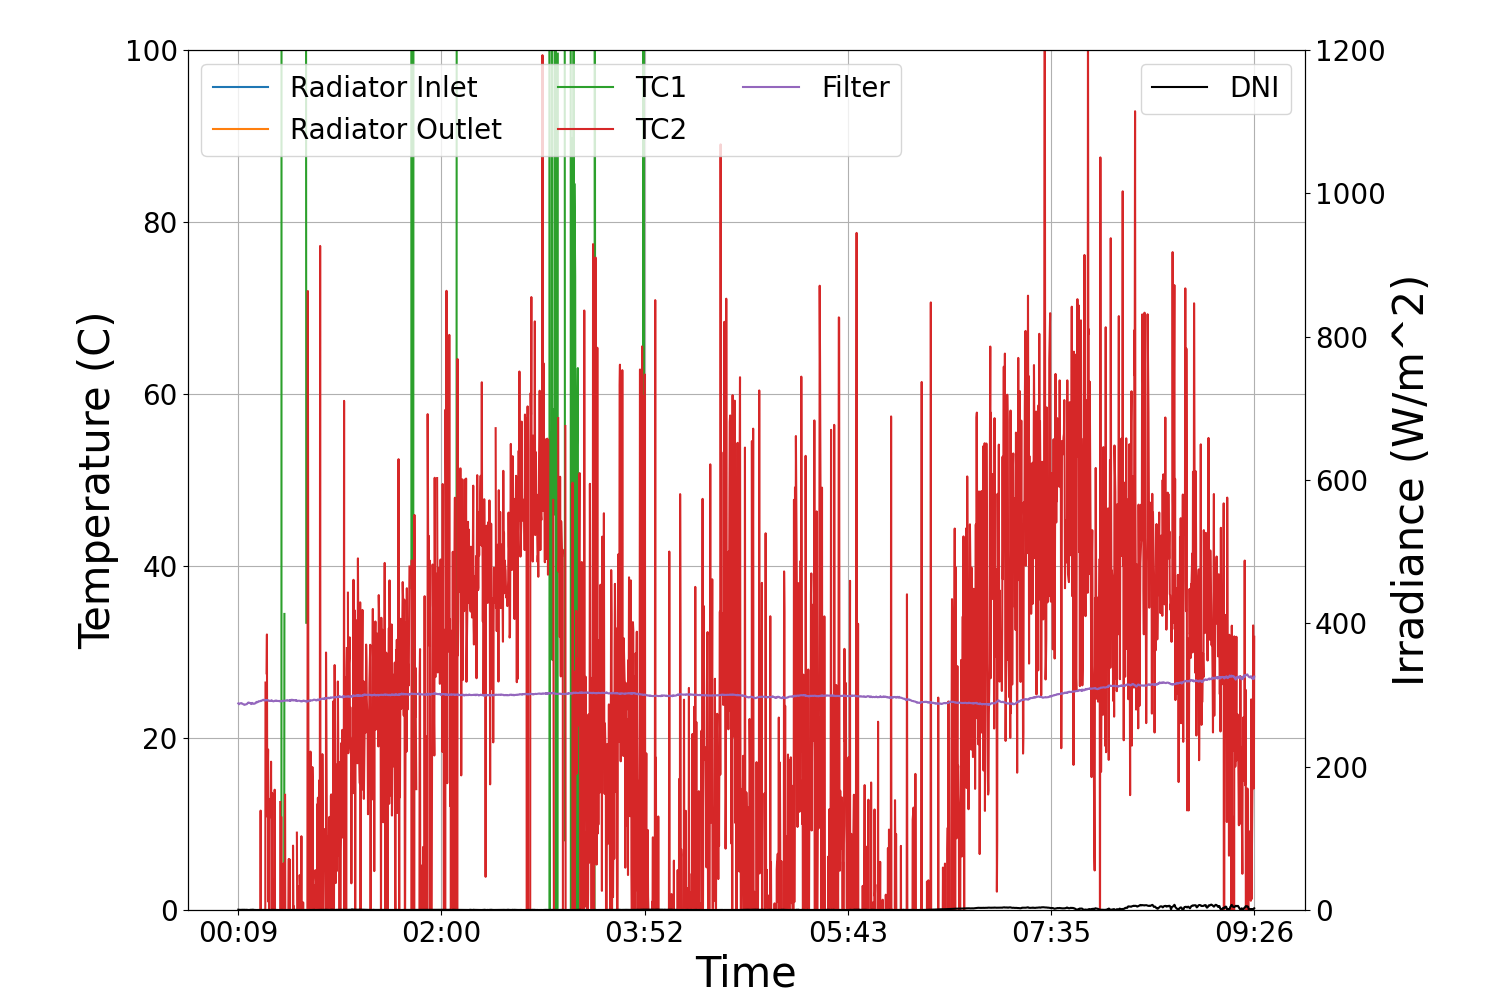 100
80
60
40
20
0
Temperature (C)
Radiator Inlet
Radiator Outlet
TC1
TC2
Filter
DNI
1200
1000
800
600
400
200
0
Irradiance (W/m^2)
00:09 02:00 03:52 05:43 07:35 09:26
Time